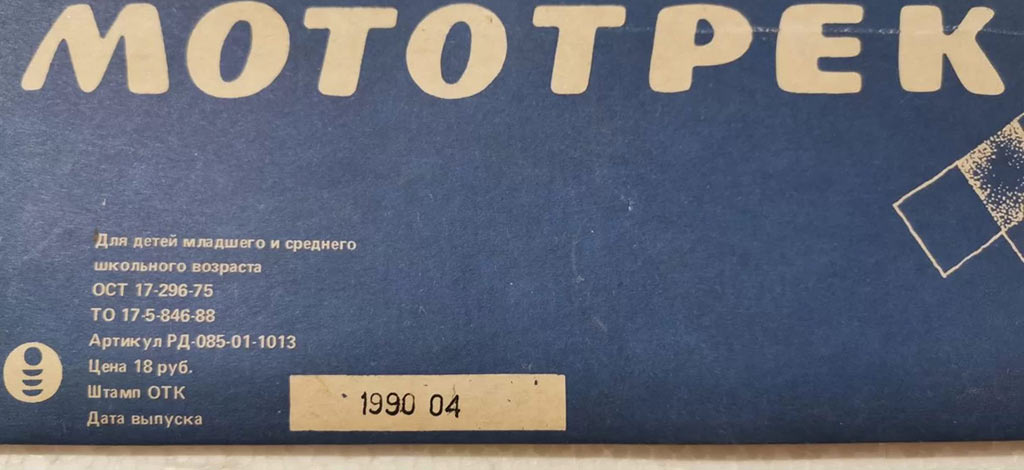 МОТОТРЕК
Для детей младшего и среднего
школьного возраста
ОСТ 17-296-75
ТО 17-5-846-88
Артикул РД-085-01-1013
Цена 18 руб.
Штамп ОТК
Дата выпуска
1990 04